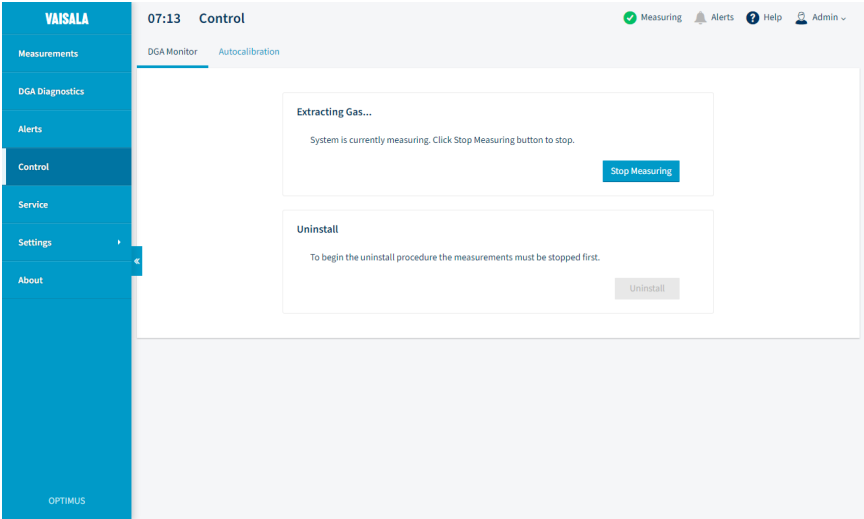 VAISALA
07:13 Control
Measuring Alerts Help Admin
Measurements
DGA Diagnostics
Alerts
Control
Service
Settings
About
OPTIMUS
DGA Monitor Autocalibration
Extracting Gas...
System is currently measuring. Click Stop Measuring button to stop.
Stop Measuring
Uninstall
To begin the uninstall procedure the measurements must be stopped first.
Uninstall